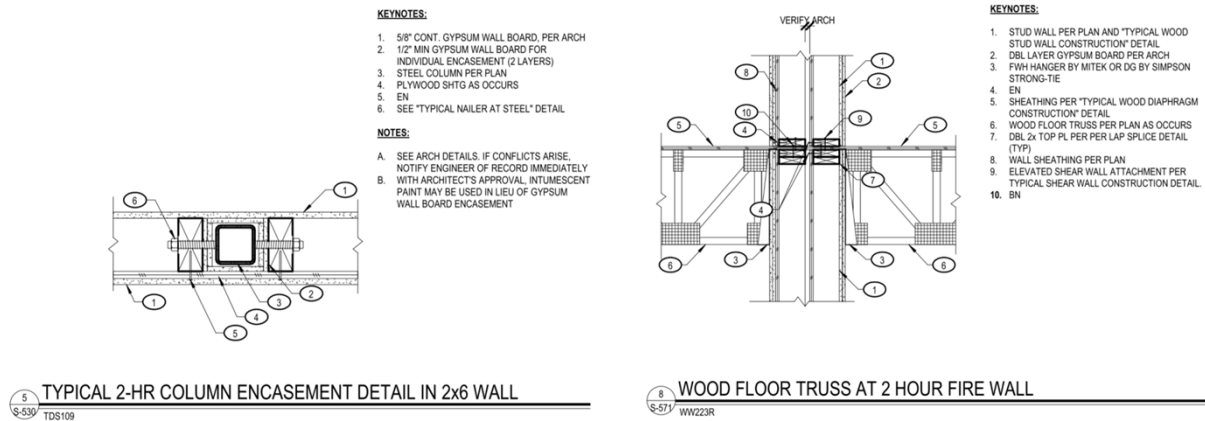 KEYNOTES:
1. 5/8" CONT. GYPSUM WALL BOARD, PER ARCH
2. 1/2" MIN GYPSUM WALL BOARD FOR
INDIVIDUAL ENCASEMENT (2 LAYERS)
3. STEEL COLUMN PER PLAN
4. PLYWOOD SHTG AS OCCURS
5. EN
6. SEE "TYPICAL NAILER AT STEEL" DETAIL
NOTES:
A. SEE ARCH DETAILS. IF CONFLICTS ARISE,
NOTIFY ENGINEER OF RECORD IMMEDIATELY
B. WITH ARCHITECT'S APPROVAL, INTUMESCENT
PAINT MAY BE USED IN LIEU OF GYPSUM
WALL BOARD ENCASEMENT
6
1
1
5
4
3
2
5
S-530
TYPICAL 2-HR COLUMN ENCASEMENT DETAIL IN 2x6 WALL
TDS109
VERIFY ARCH
8
1
2
10
9
5
4
5
7
4
3
3
6
6
1
KEYNOTES:
1. STUD WALL PER PLAN AND "TYPICAL WOOD
STUD WALL CONSTRUCTION" DETAIL
2. DBL LAYER GYPSUM BOARD PER ARCH
3. FWH HANGER BY MITEK OR DG BY SIMPSON
STRONG-TIE
4. EN
5. SHEATHING PER "TYPICAL WOOD DIAPHRAGM
CONSTRUCTION" DETAIL
6. WOOD FLOOR TRUSS PER PLAN AS OCCURS
7. DBL 2x TOP PL PER PER LAP SPLICE DETAIL
(TYP)
8. WALL SHEATHING PER PLAN
9. ELEVATED SHEAR WALL ATTACHMENT PER
TYPICAL SHEAR WALL CONSTRUCTION DETAIL.
10. BN
8
S-571
WOOD FLOOR TRUSS AT 2 HOUR FIRE WALL
WW223R